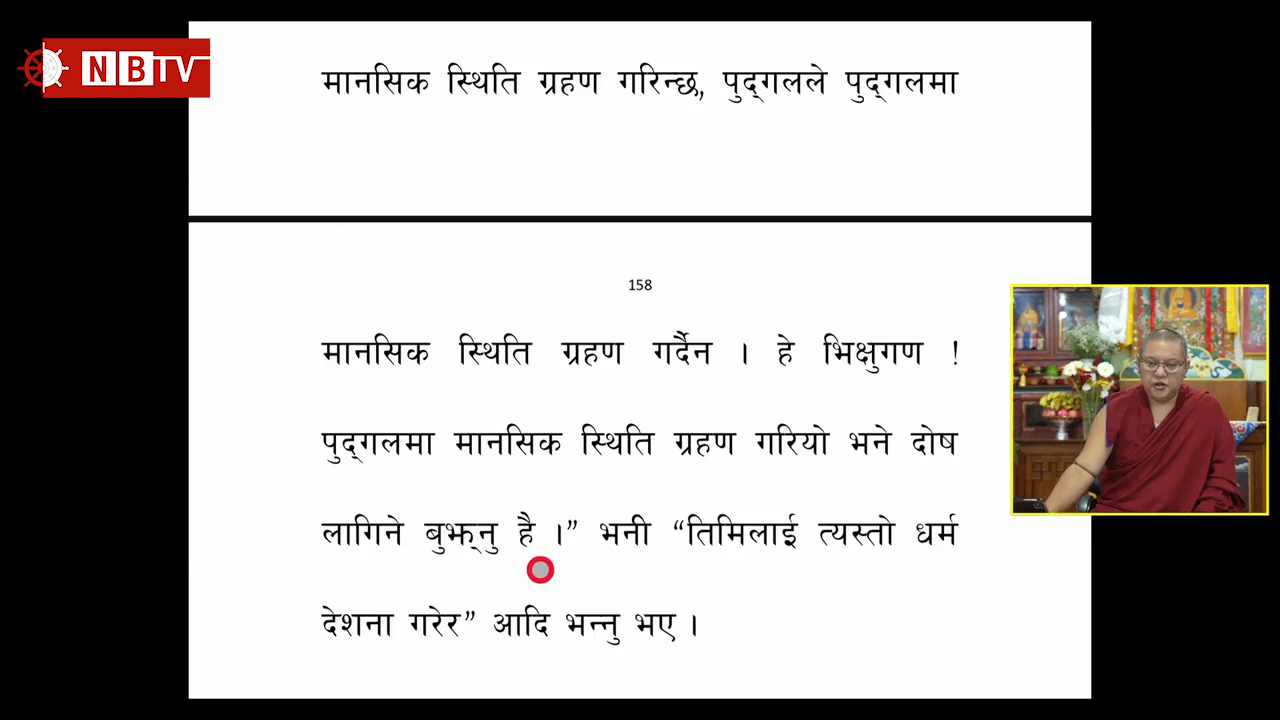 NBTV
मानसिक स्थिति ग्रहण गरिन्छ, पुद्‌गलले पुद्‌गलमा
158
मानसिक स्थिति ग्रहण गर्दैन । हे भिक्षुगण !
पुद्‌गलमा मानसिक स्थिति ग्रहण गरियो भने दोष
लागिने बुझ्नु है ।” भनी “तिमिलाई त्यस्तो धर्म
देशना गरेर” आदि भन्नु भए ।